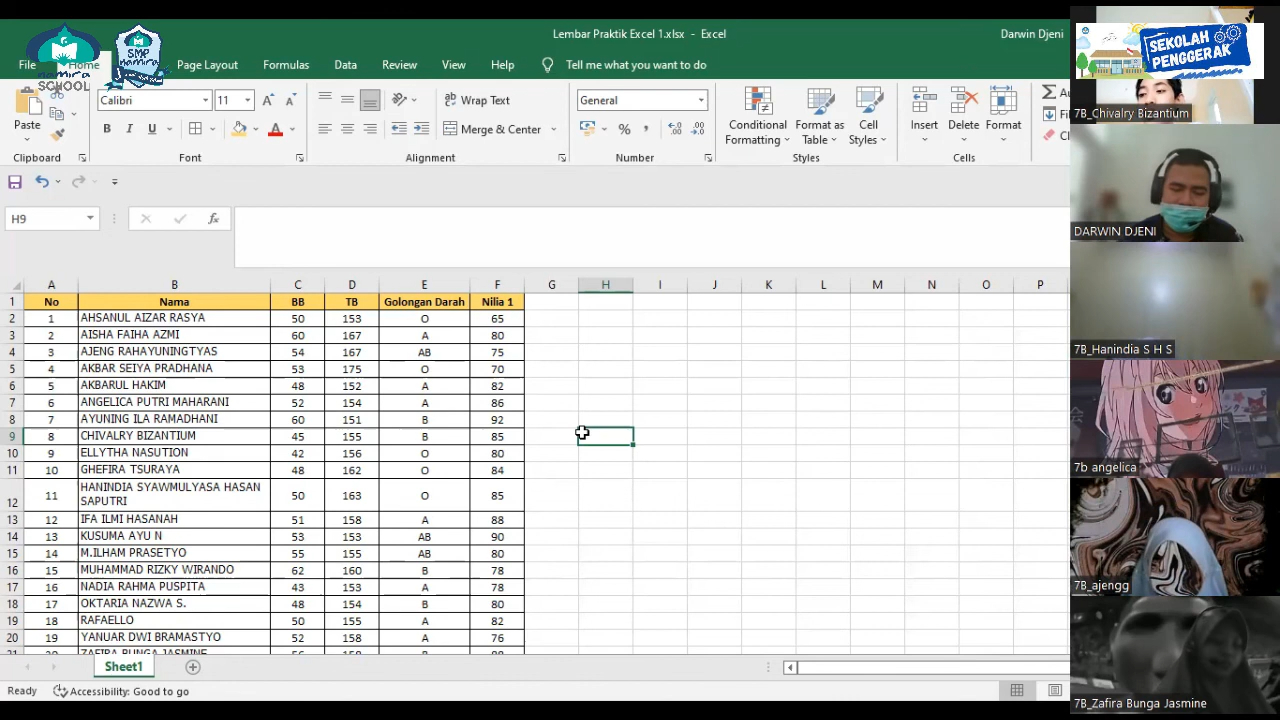 Lembar Praktik Excel 1.xlsx - Excel
Darwin Djeni
SMP
SCHOOL
SEKOLAH
PENGGERAK
File Home Page Layout Formulas Data Review View Help Tell me what you want to do
Paste
Calibri 11
B I U
Wrap Text
Merge & Center
General
%
Conditional Formatting
Format as Table
Cell Styles
Insert
Delete
Format
Clipboard Font Alignment Number Styles Cells
H9
fx
A B C D E F G H I J K L M N O P
1 No Nama BB TB Golongan Darah Nilia 1
2 1 AHSANUL AIZAR RASYA 50 153 O 65
3 2 AISHA FAIHA AZMI 60 167 A 80
4 3 AJENG RAHAYUNINGTYAS 54 167 AB 75
5 4 AKBAR SEIYA PRADHANA 53 175 O 70
6 5 AKBARUL HAKIM 48 152 A 82
7 6 ANGELICA PUTRI MAHARANI 52 154 A 86
8 7 AYUNING ILA RAMADHANI 60 151 B 92
9 8 CHIVALRY BIZANTIUM 45 155 B 85
10 9 ELLYTHA NASUTION 42 156 O 80
11 10 GHEFIRA TSURAYA 48 162 O 84
12 11 HANINDIA SYAWMULYASA HASAN SAPUTRI 50 163 O 85
13 12 IFA ILMI HASANAH 51 158 A 88
14 13 KUSUMA AYU N 53 153 AB 90
15 14 M.ILHAM PRASETYO 55 155 AB 80
16 15 MUHAMMAD RIZKY WIRANDO 62 160 B 78
17 16 NADIA RAHMA PUSPITA 43 153 A 78
18 17 OKTARIA NAZWA S. 48 154 B 80
19 18 RAFAELLO 50 155 A 82
20 19 YANUAR DWI BRAMASTYO 52 158 A 76
21 20 ZAFIRA BUNGA JASMINE
Sheet1
Ready Accessibility: Good to go
7B_Chivalry Bizantium
DARWIN DJENI
7B_Hanindia S H S
7b angelica
7B_ajengg
7B_Zafira Bunga Jasmine